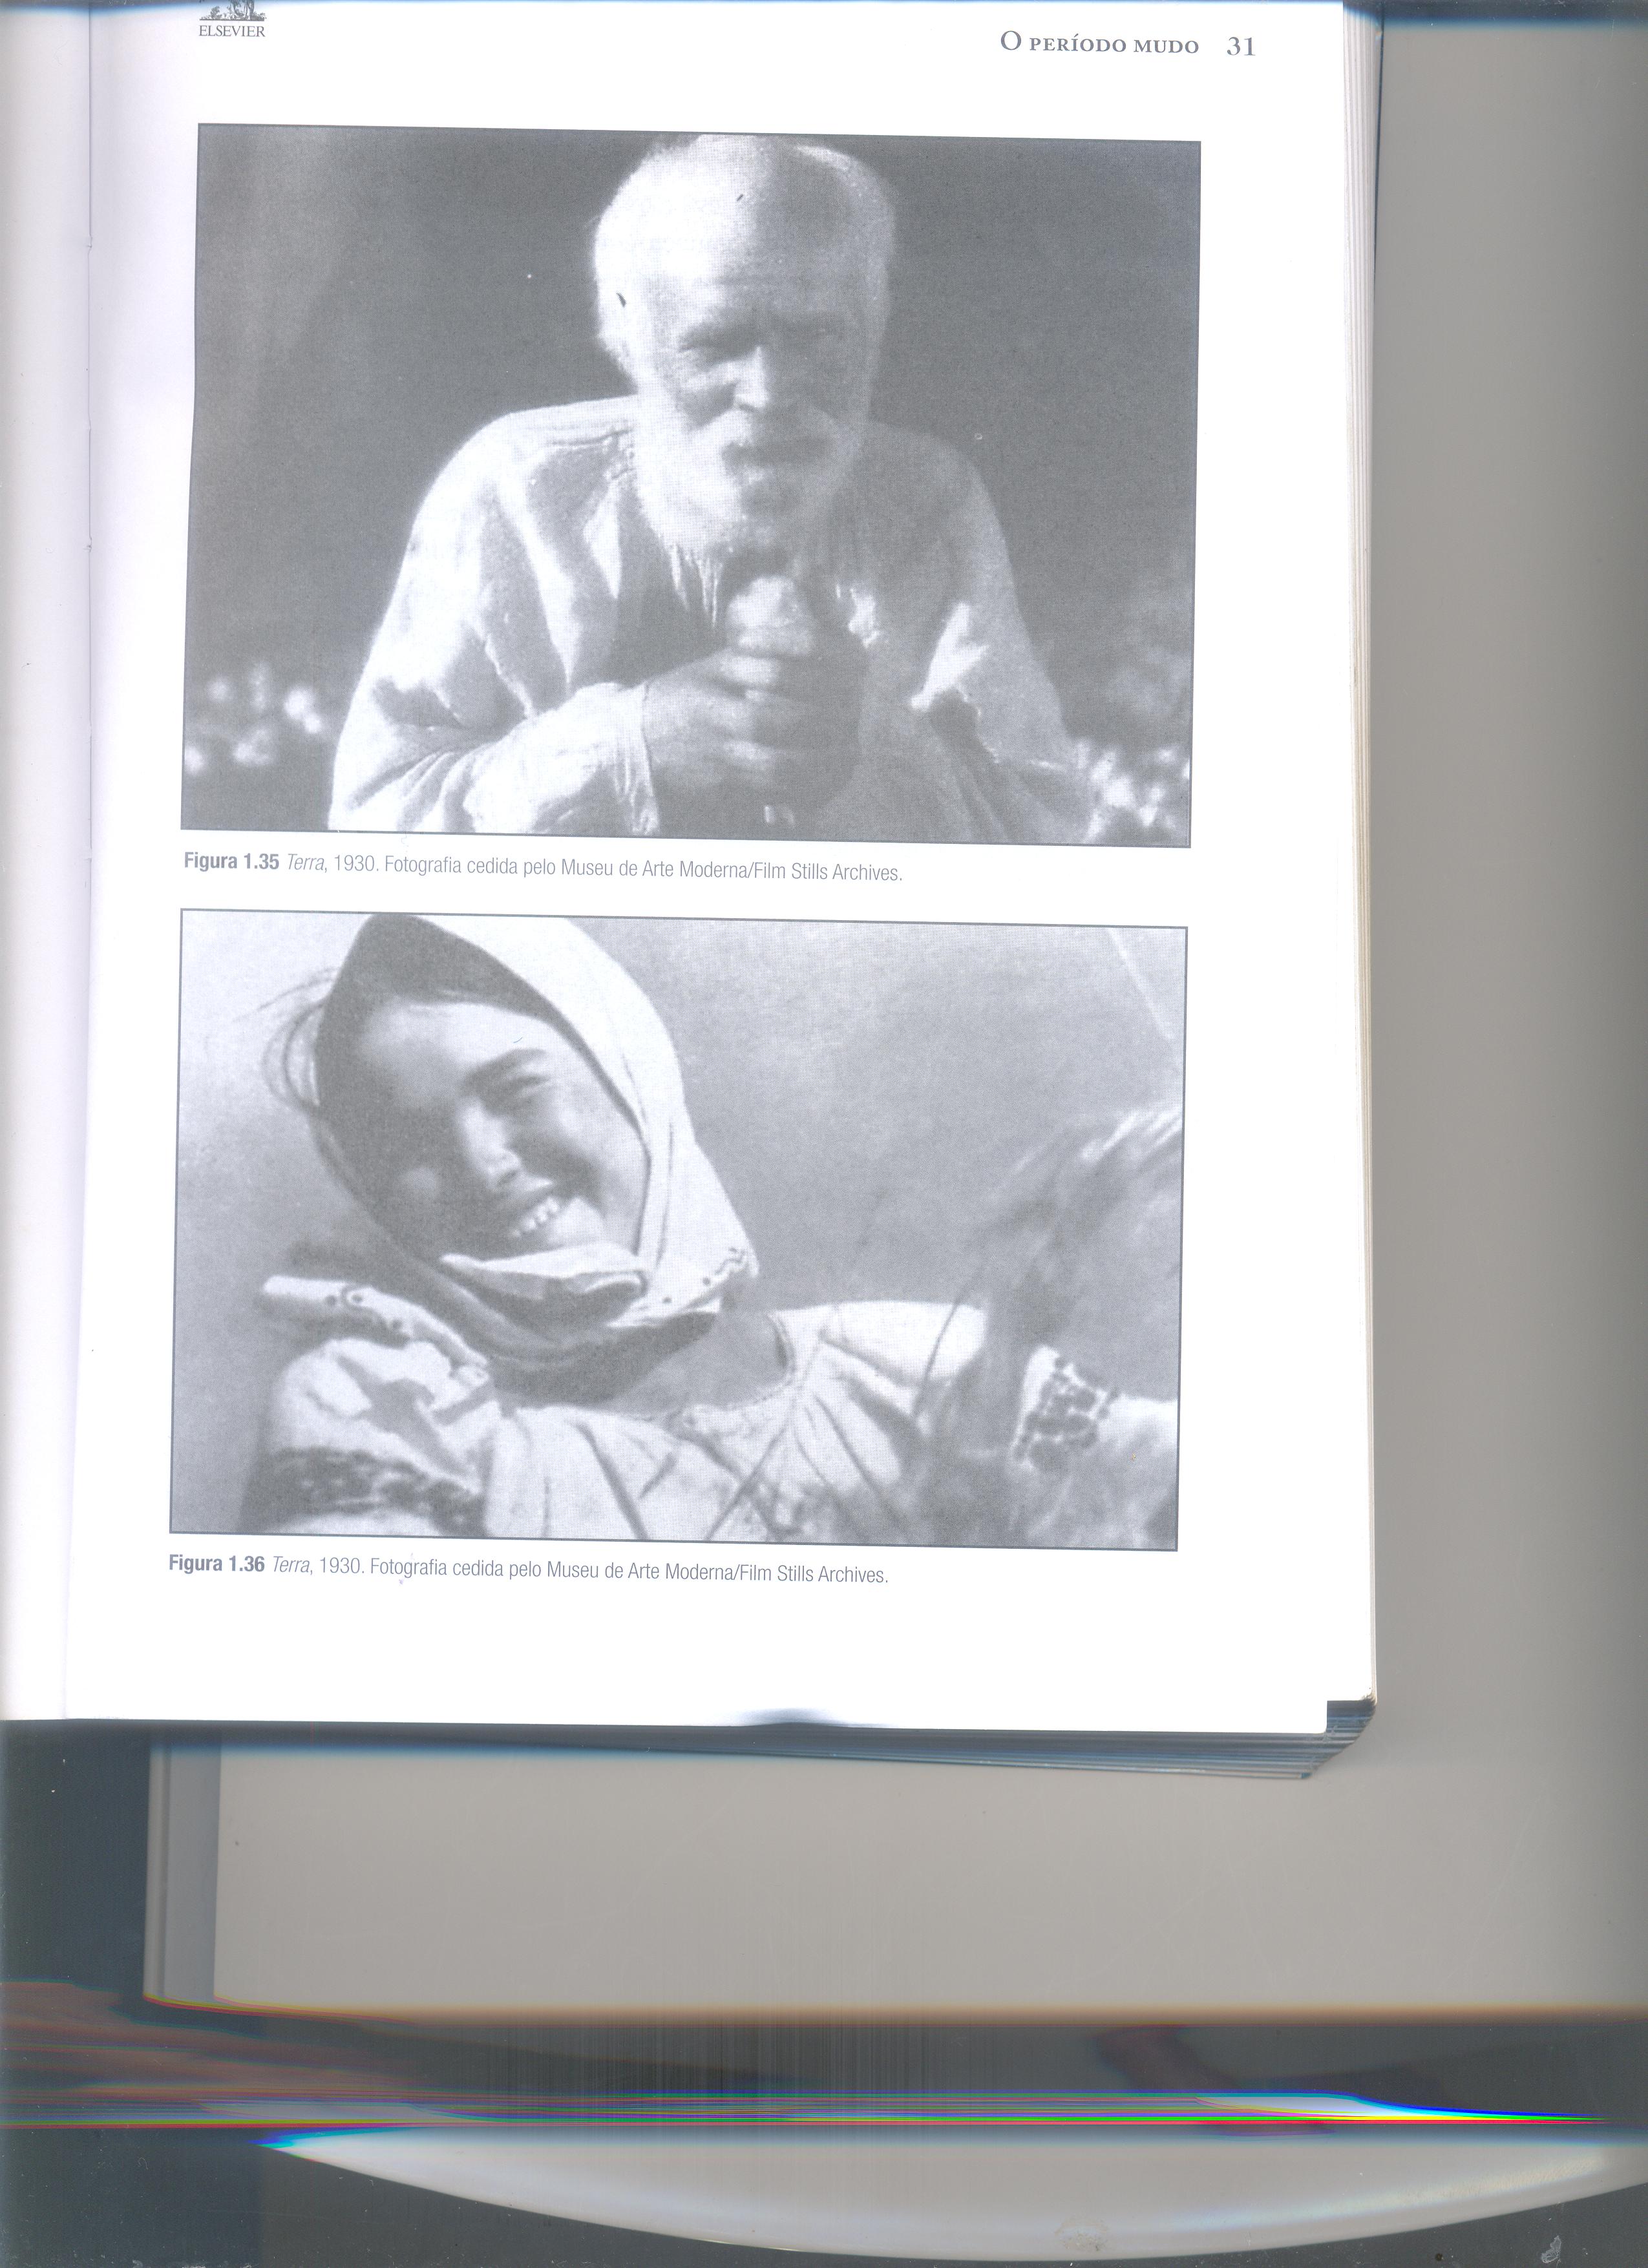 ELSEVIER
O PERÍODO MUDO 31
Figura 1.35 Terra, 1930. Fotografia cedida pelo Museu de Arte Moderna/Film Stills Archives.
Figura 1.36 Terra, 1930. Fotografia cedida pelo Museu de Arte Moderna/Film Stills Archives.